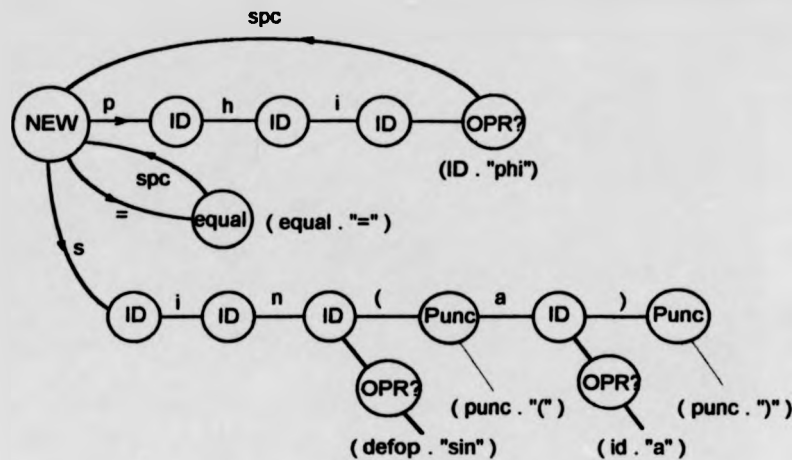 spc
p h i
NEW ID ID ID OPR?
(ID . "phi")
spc
= equal ( equal . "=" )
s
i n ( a )
ID ID ID Punc ID Punc
OPR? OPR?
( punc . "(" ) ( punc . ")" )
( defop . "sin" ) ( id . "a" )